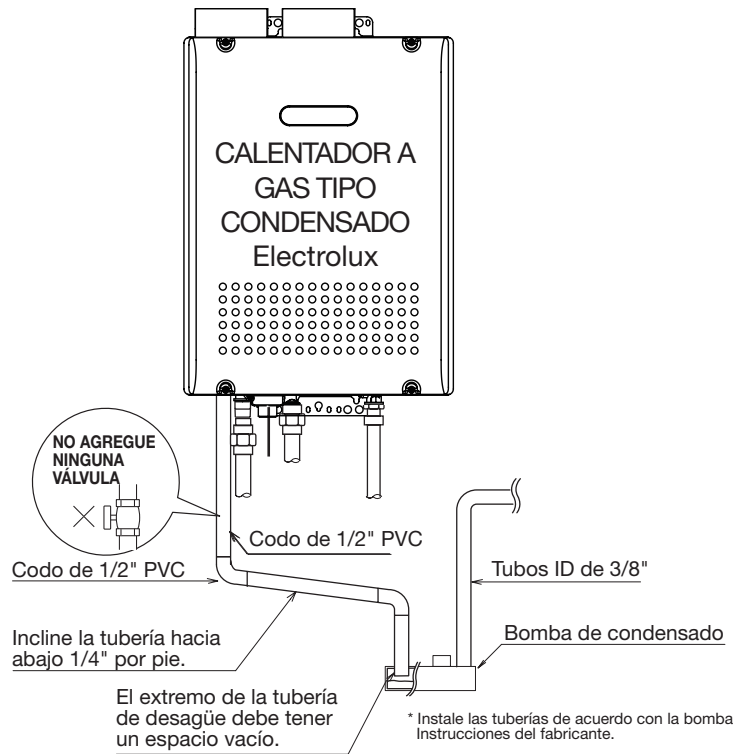 CALENTADOR A
GAS TIPO
CONDENSADO
Electrolux
NO AGREGUE
NINGUNA
VÁLVULA
Codo de 1/2" PVC
Codo de 1/2" PVC
Tubos ID de 3/8"
Incline la tubería hacia
abajo 1/4" por pie.
Bomba de condensado
El extremo de la tubería
de desagüe debe tener
un espacio vacío.
* Instale las tuberías de acuerdo con la bomba
Instrucciones del fabricante.